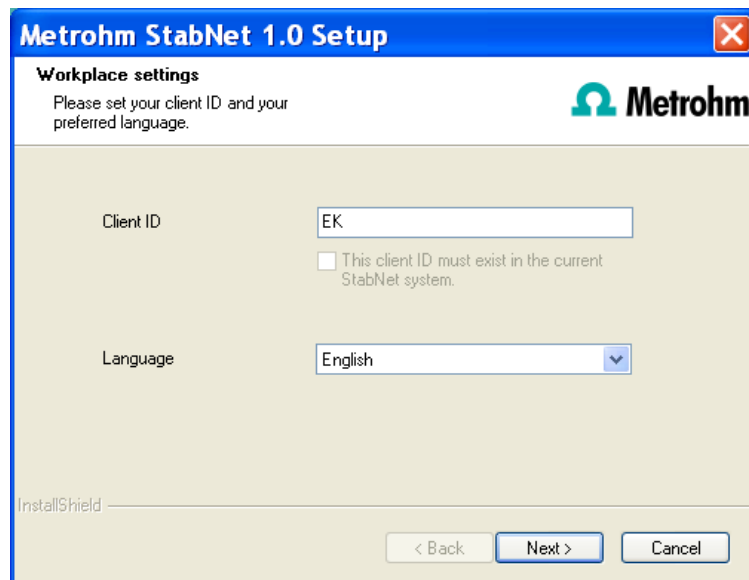 Metrohm StabNet 1.0 Setup
Workplace settings
Please set your client ID and your
preferred language.
Metrohm
Client ID
EK
This client ID must exist in the current
StabNet system.
Language
English
InstallShield
< Back
Next >
Cancel